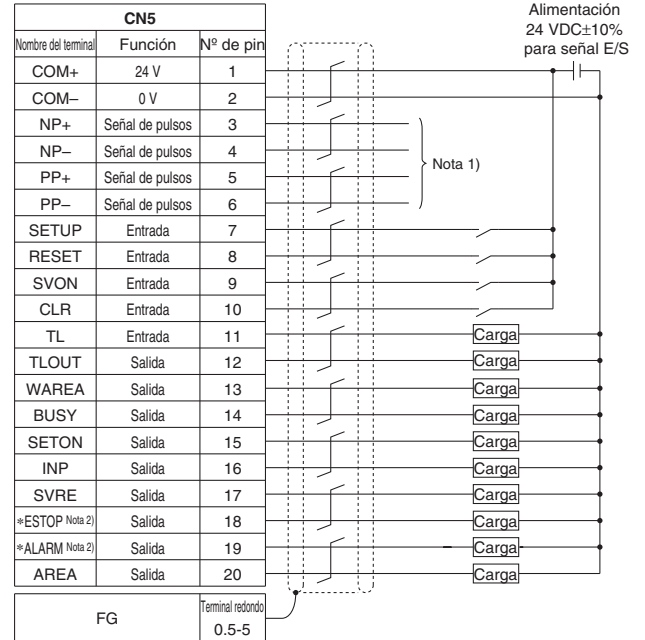 CN5
Alimentación
24 VDC±10%
para señal E/S
Nombre del terminal Función Nº de pin
COM+ 24 V 1
COM– 0 V 2
NP+ Señal de pulsos 3
NP– Señal de pulsos 4
PP+ Señal de pulsos 5
PP– Señal de pulsos 6
Nota 1)
SETUP Entrada 7
RESET Entrada 8
SVON Entrada 9
CLR Entrada 10
TL Entrada 11 Carga
TLOUT Salida 12 Carga
WAREA Salida 13 Carga
BUSY Salida 14 Carga
SETON Salida 15 Carga
INP Salida 16 Carga
SVRE Salida 17 Carga
*ESTOP Nota 2) Salida 18 Carga
*ALARM Nota 2) Salida 19 Carga
AREA Salida 20 Carga
FG Terminal redondo
0.5-5